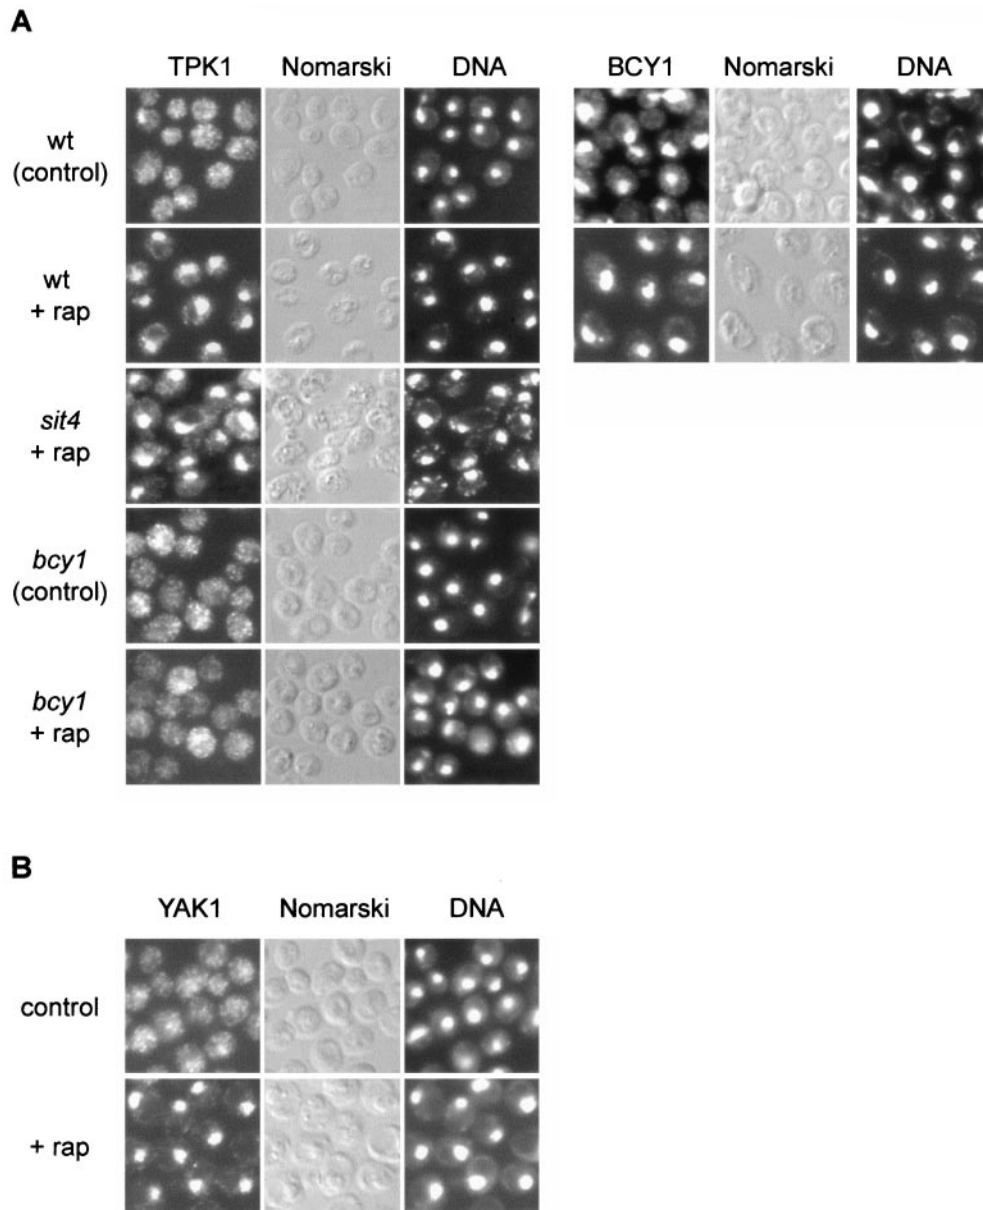 A
TPK1 Nomarski DNA BCY1 Nomarski DNA
wt
(control)
wt
+ rap
sit4
+ rap
bcy1
(control)
bcy1
+ rap
B
YAK1 Nomarski DNA
control
+ rap